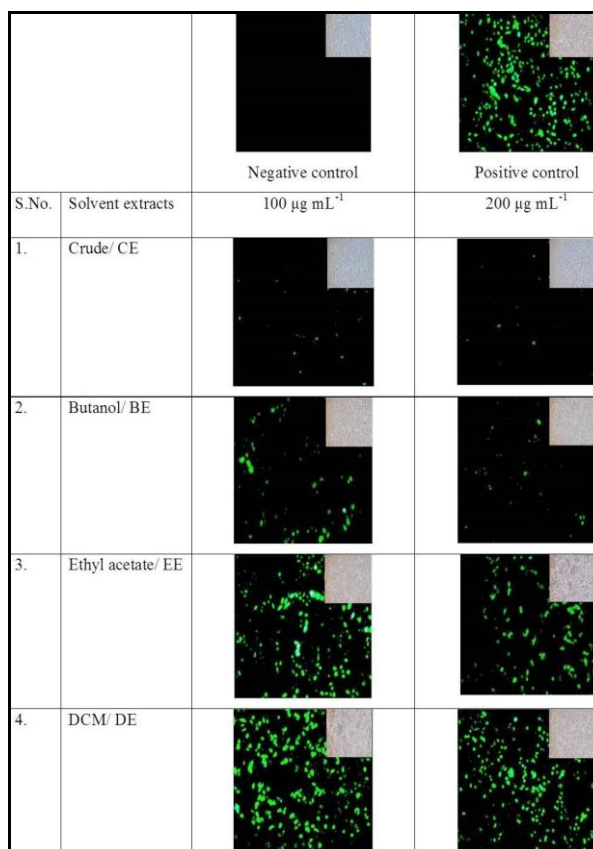 Negative control Positive control
S.No. Solvent extracts 100 µg mL⁻¹ 200 µg mL⁻¹
1. Crude/ CE
2. Butanol/ BE
3. Ethyl acetate/ EE
4. DCM/ DE